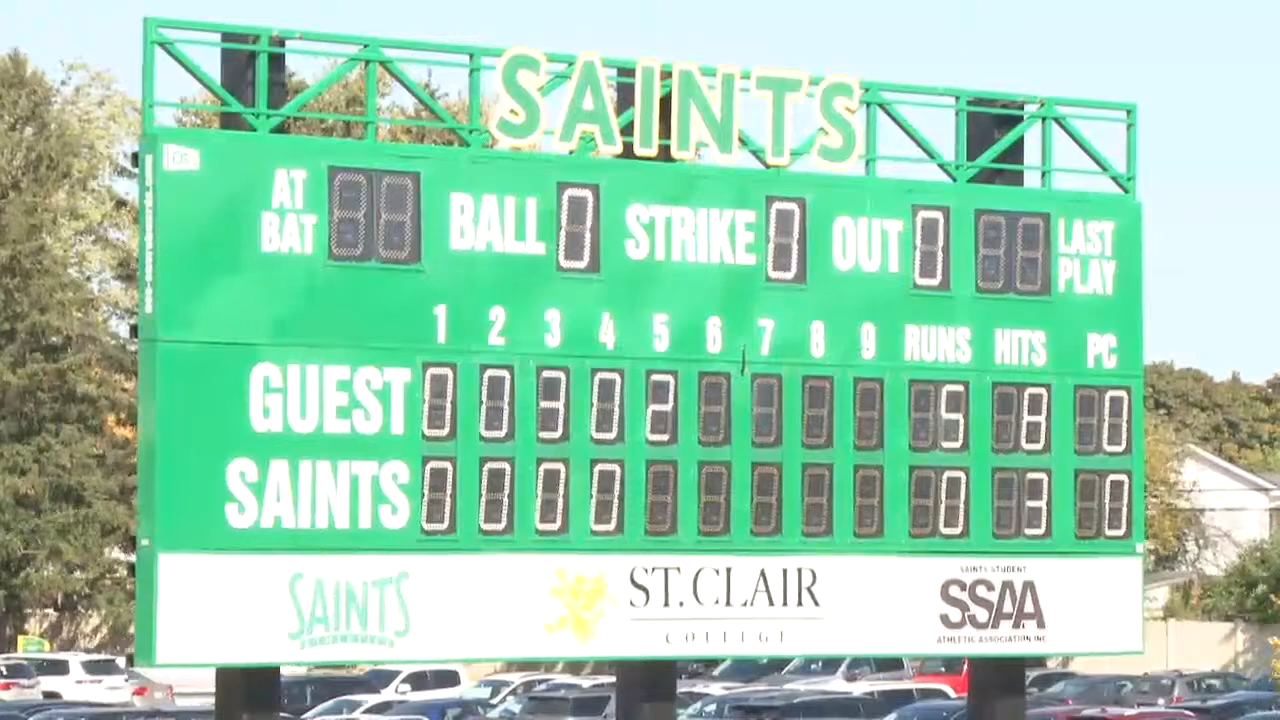 SAINTS
AT BAT BALL 0 STRIKE 0 OUT 0 LAST PLAY
1 2 3 4 5 6 7 8 9 RUNS HITS PC
GUEST 0 0 3 0 2 5 8 0
SAINTS 0 0 0 0 0 3 0
SAINTS ST. CLAIR COLLEGE
SAINTS STUDENT
SSAA
ATHLETIC ASSOCIATION INC